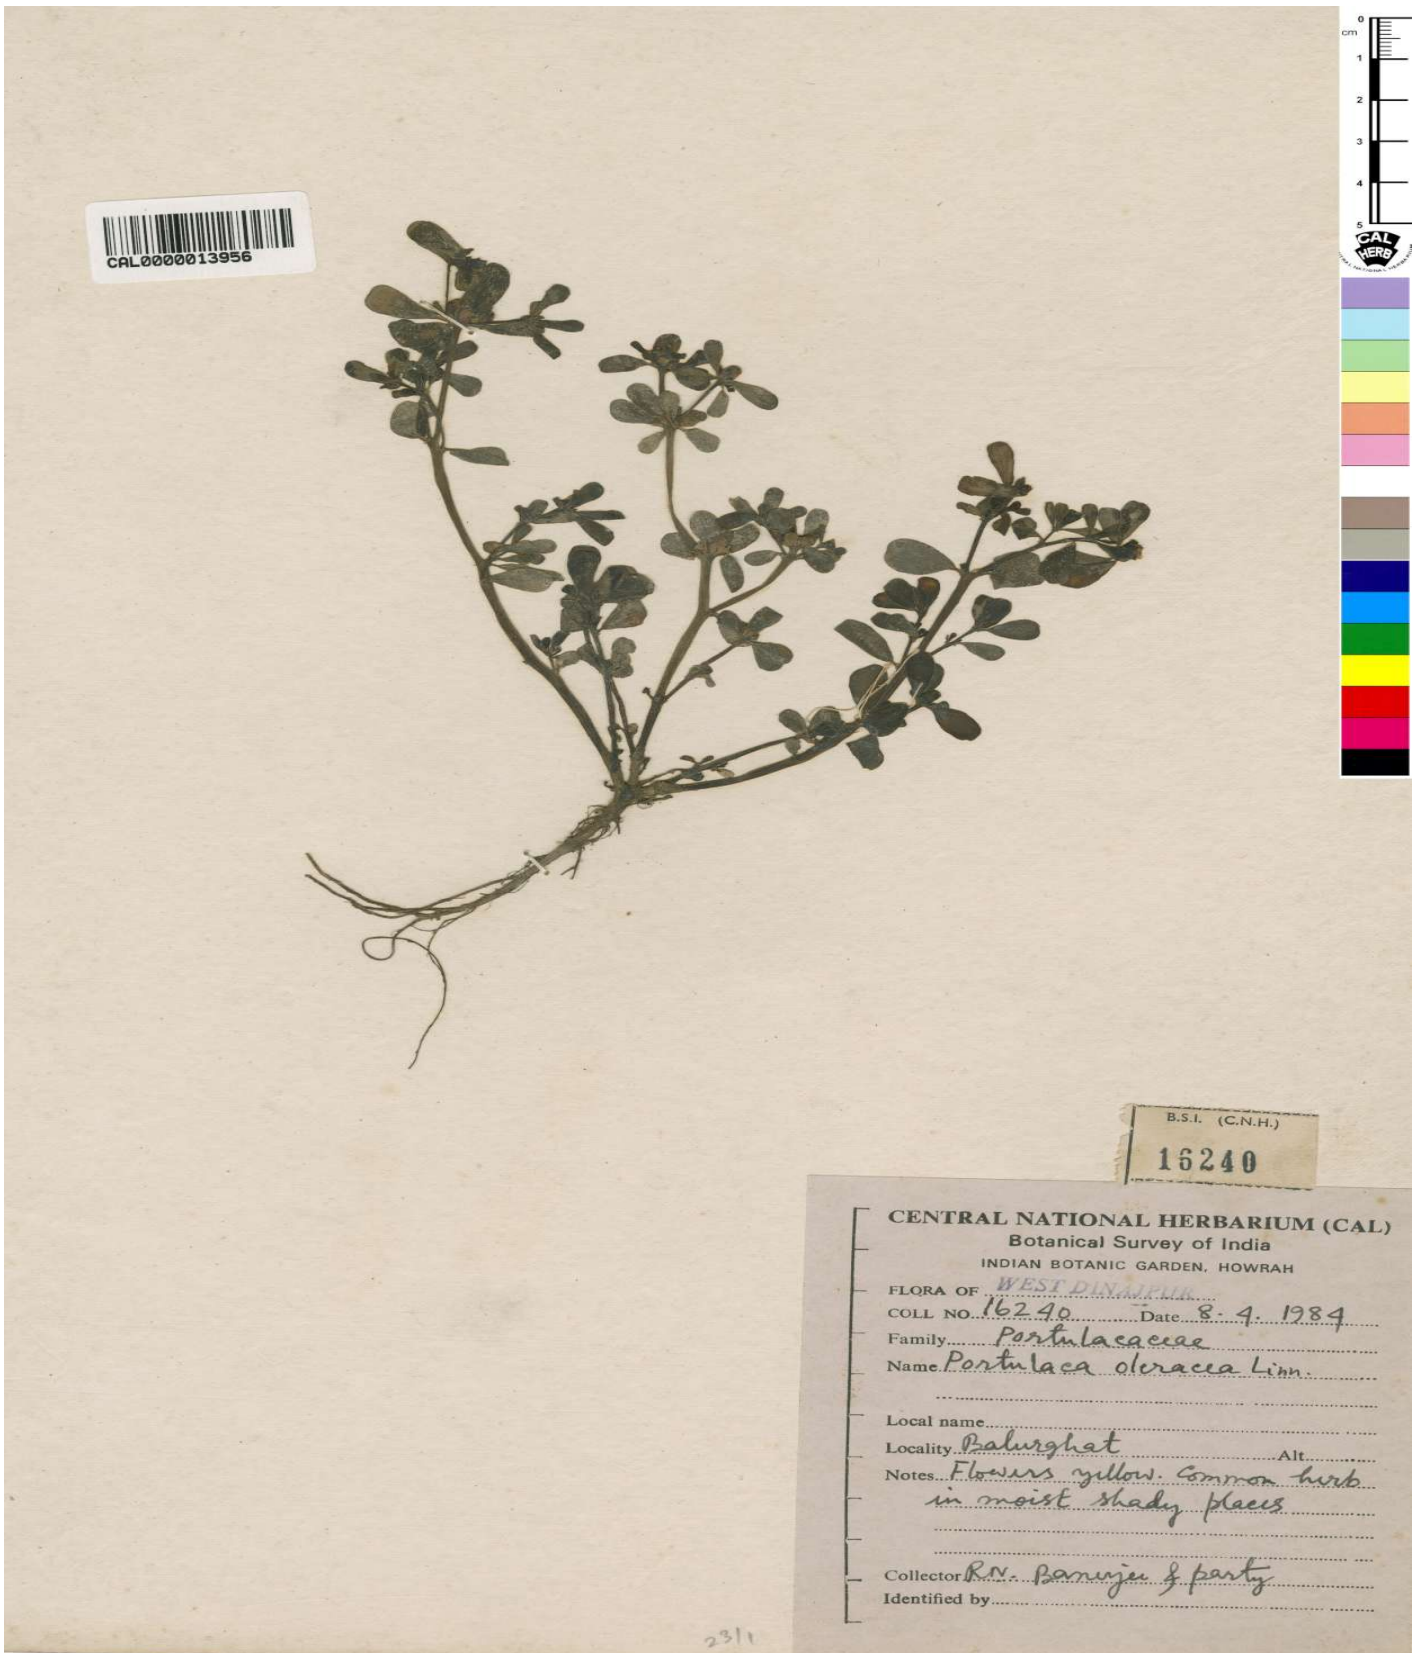 0
cm
1
2
3
4
5
CAL
HERB
CAL0000013956
B.S.I. (C.N.H.)
16240
CENTRAL NATIONAL HERBARIUM (CAL)
Botanical Survey of India
INDIAN BOTANIC GARDEN, HOWRAH
FLORA OF WEST DINAJPUR
COLL NO. 16240 Date 8.4.1984
Family Portulacaceae
Name Portulaca oleracea Linn.
Local name
Locality Balurghat Alt
Notes Flowers yellow. Common herb
in moist shady places
Collector R.N. Banerjee & party
Identified by
23/1